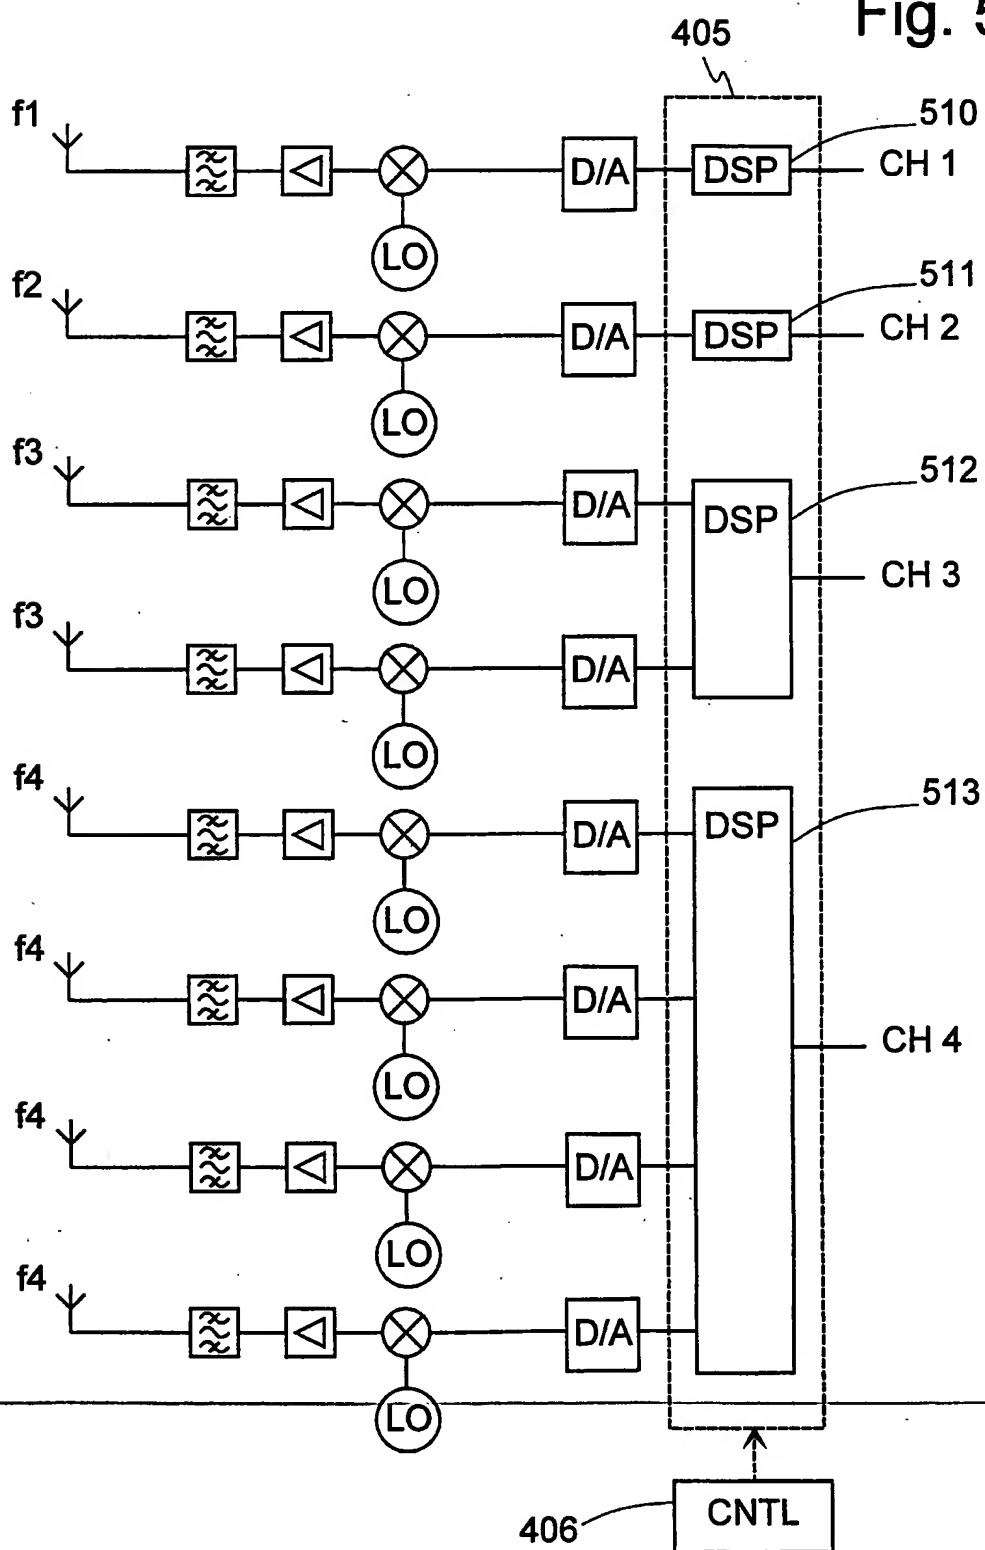 Fig. 5
405
f1
D/A
DSP
510
CH 1
LO
f2
D/A
DSP
511
CH 2
LO
f3
D/A
DSP
512
CH 3
LO
f3
D/A
LO
f4
D/A
DSP
513
LO
f4
D/A
CH 4
LO
f4
D/A
LO
f4
D/A
LO
406
CNTL